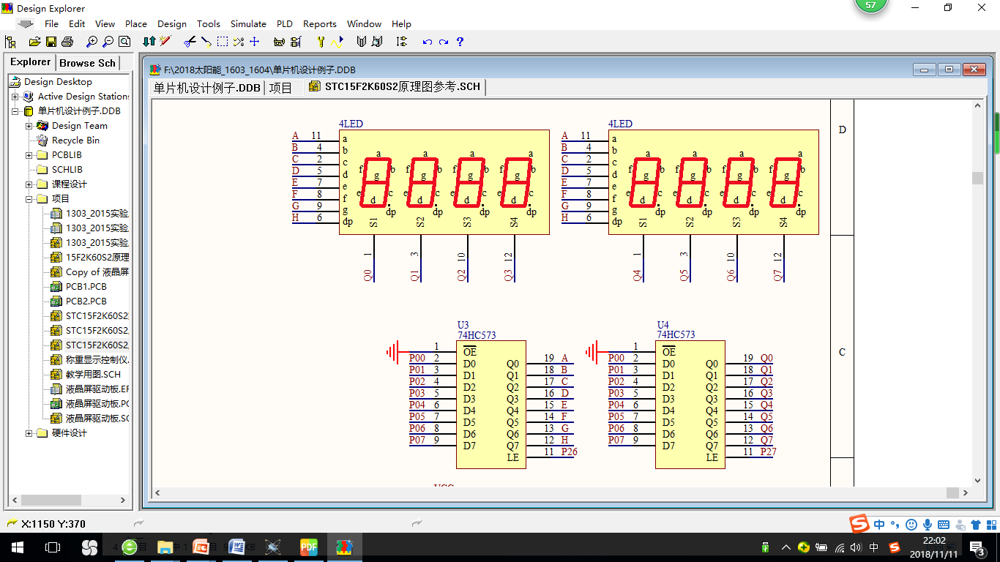 Design Explorer
57
File Edit View Place Design Tools Simulate PLD Reports Window Help
Explorer Browse Sch
Design Desktop
Active Design Stations
单片机设计例子.DDB
Design Team
Recycle Bin
PCBLIB
SCHLIB
课程设计
项目
1303_2015实验
1303_2015实验
1303_2015实验
15F2K60S2原理
Copy of 液晶屏
PCB1.PCB
PCB2.PCB
STC15F2K60S2
STC15F2K60S2
STC15F2K60S2
称重显示控制仪.
教学用图.SCH
液晶屏驱动板.ER
液晶屏驱动板.PC
液晶屏驱动板.SC
硬件设计
F:\2018太阳能_1603_1604\单片机设计例子.DDB
单片机设计例子.DDB 项目 STC15F2K60S2原理图参考.SCH
4LED
A 11 a
B 4 b
C 2 c
D 5 d
E 7 e
F 8 f
G 9 g
H 6 dp
a a a a
f g b f g b f g b f g b
e d c e d c e d c e d c
dp dp dp dp
S1 S2 S3 S4
1 3 10 12
Q0 Q1 Q2 Q3
4LED
A 11 a
B 4 b
C 2 c
D 5 d
E 7 e
F 8 f
G 9 g
H 6 dp
a a a a
f g b f g b f g b f g b
e d c e d c e d c e d c
dp dp dp dp
S1 S2 S3 S4
1 3 10 12
Q4 Q5 Q6 Q7
D
C
U3
74HC573
1 OE
P00 2 D0 Q0 19 A
P01 3 D1 Q1 18 B
P02 4 D2 Q2 17 C
P03 5 D3 Q3 16 D
P04 6 D4 Q4 15 E
P05 7 D5 Q5 14 F
P06 8 D6 Q6 13 G
P07 9 D7 Q7 12 H
LE 11 P26
U4
74HC573
1 OE
P00 2 D0 Q0 19 Q0
P01 3 D1 Q1 18 Q1
P02 4 D2 Q2 17 Q2
P03 5 D3 Q3 16 Q3
P04 6 D4 Q4 15 Q4
P05 7 D5 Q5 14 Q5
P06 8 D6 Q6 13 Q6
P07 9 D7 Q7 12 Q7
LE 11 P27
VCC
X:1150 Y:370
中
PDF
中
22:02
2018/11/11
3